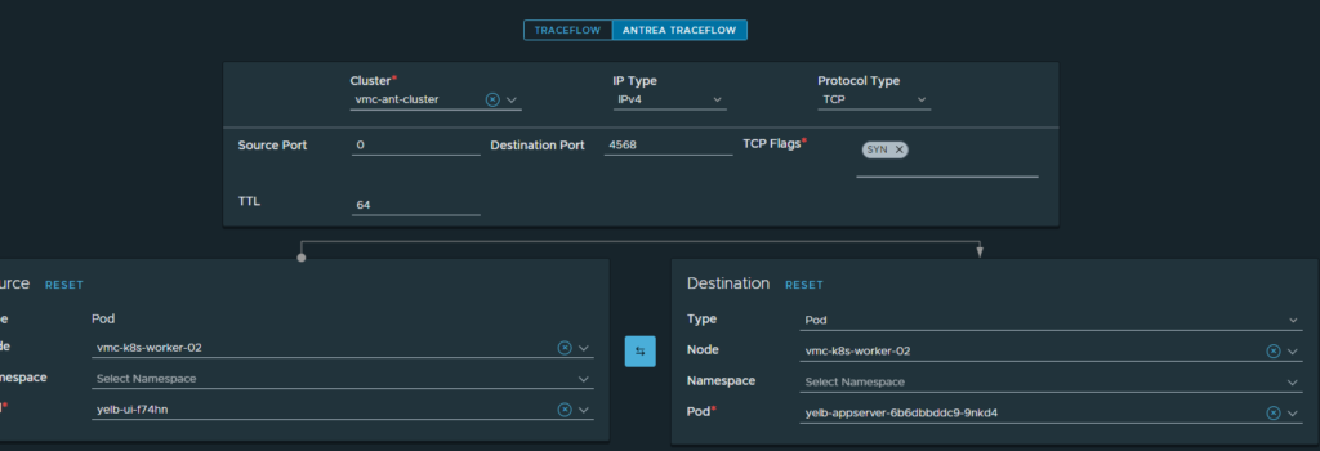 TRACEFLOW ANTREA TRACEFLOW
Cluster* IP Type Protocol Type
vmc-ant-cluster IPv4 TCP
Source Port 0 Destination Port 4568 TCP Flags* SYN ×
TTL 64
urce RESET
e Pod
de vmc-k8s-worker-02
mespace Select Namespace
* yelb-ui-f74hn
Destination RESET
Type Pod
Node vmc-k8s-worker-02
Namespace Select Namespace
Pod* yelb-appserver-6b6dbbddc9-9nkd4